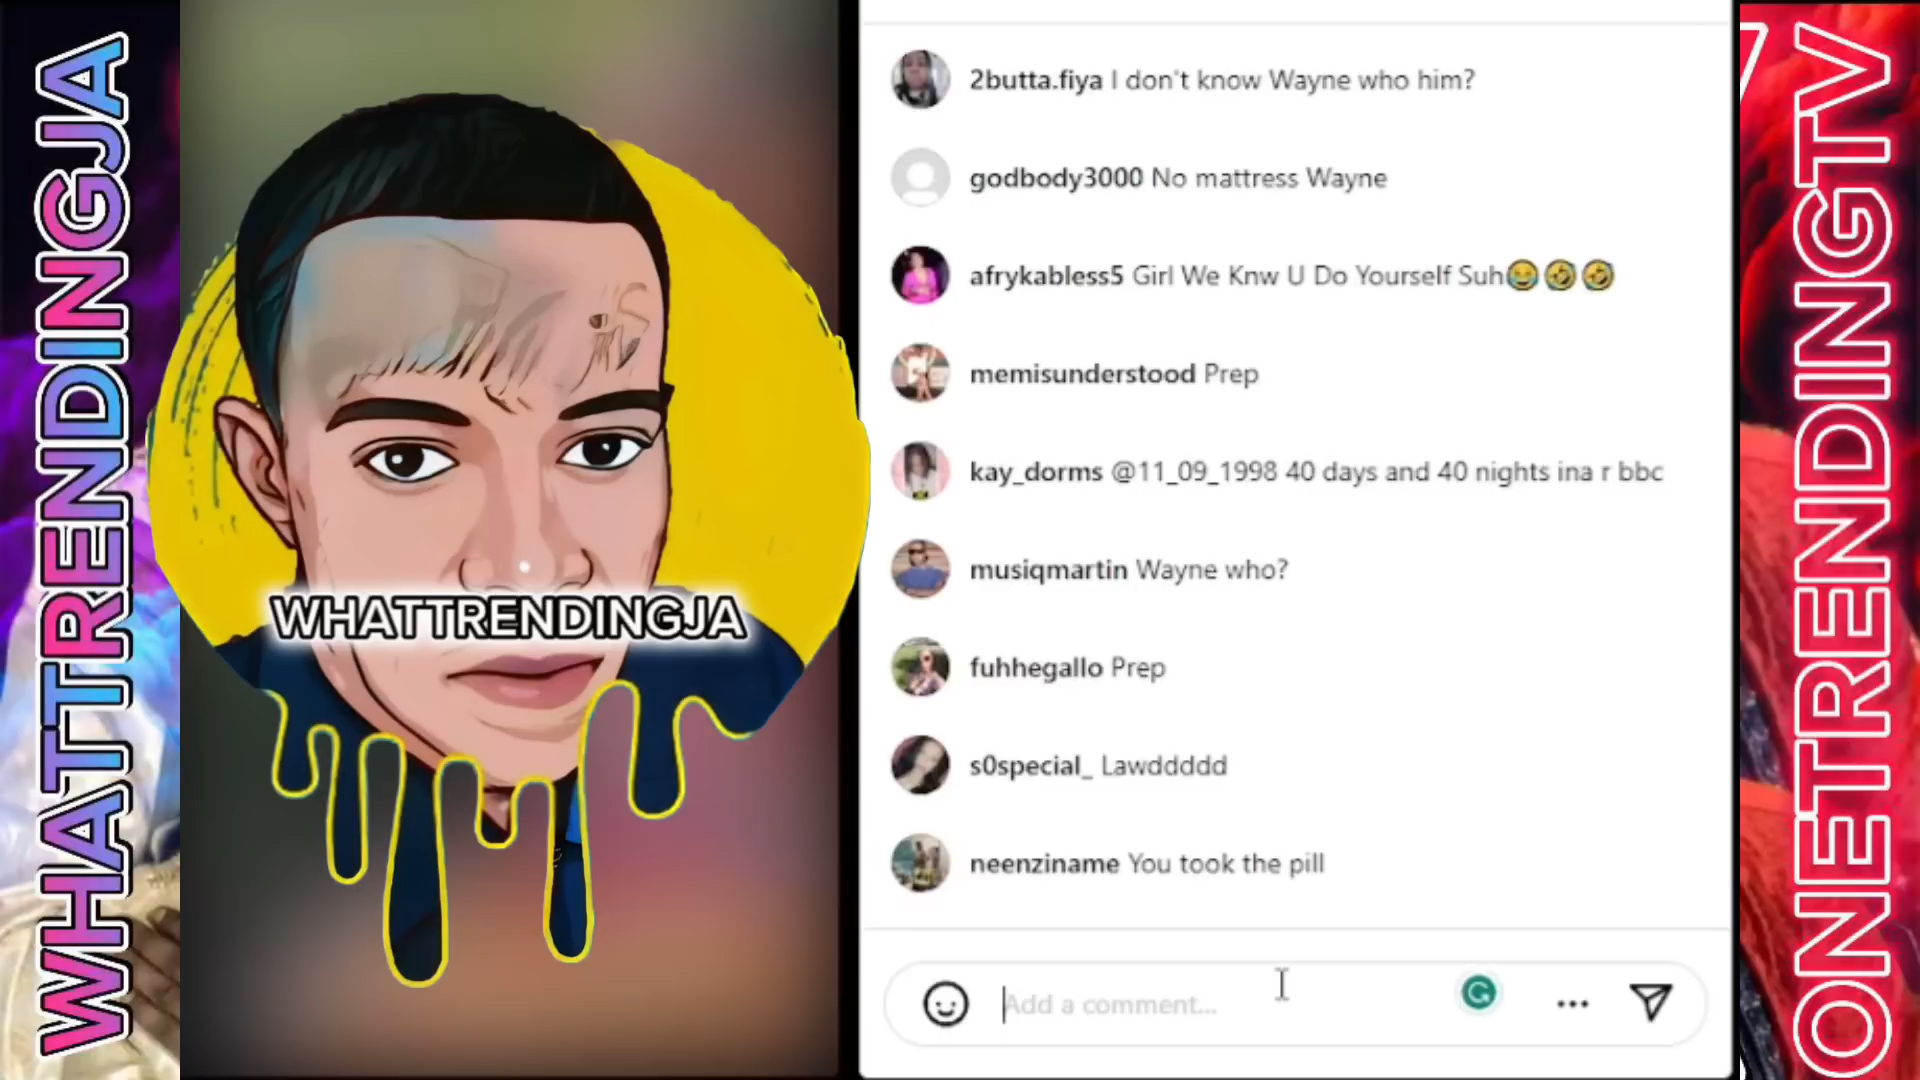 WHATTRENDINGJA
WHATTRENDINGJA
2butta.fiya I don't know Wayne who him?
godbody3000 No mattress Wayne
afrykabless5 Girl We Knw U Do Yourself Suh😂🤣🤣
memisunderstood Prep
kay_dorms @11_09_1998 40 days and 40 nights ina r bbc
musiqmartin Wayne who?
fuhhegallo Prep
s0special_ Lawddddd
neenziname You took the pill
Add a comment...
ONETRENDINGTV